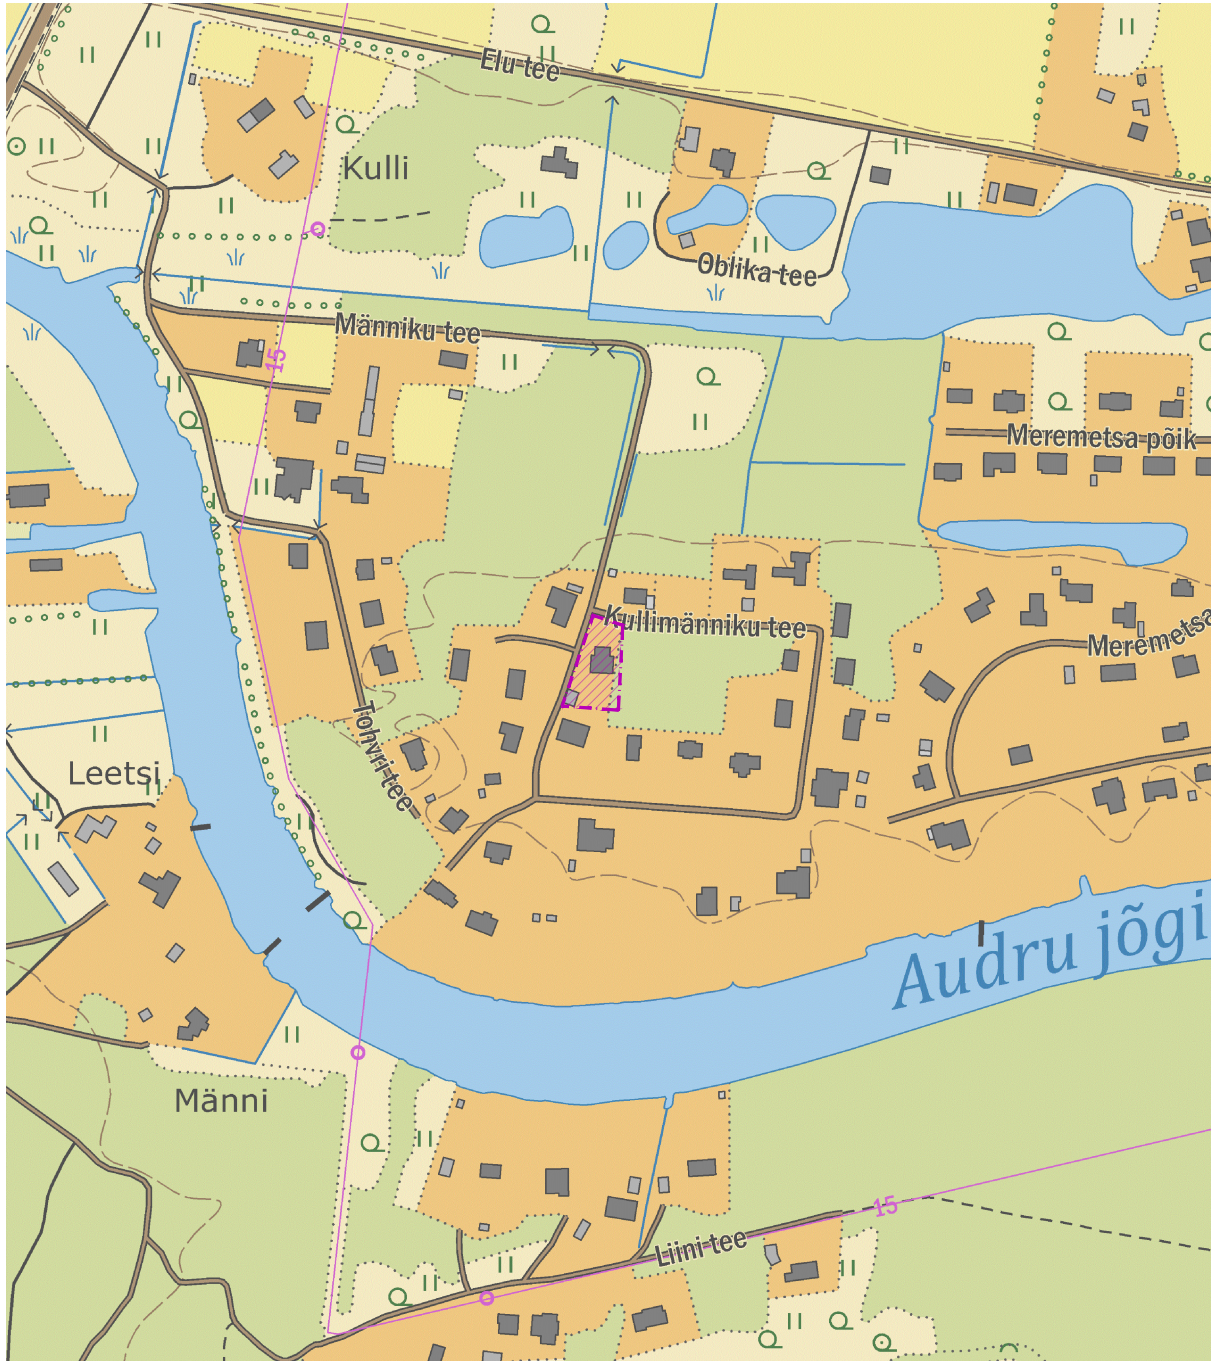 Elu tee
Kulli
Oblika tee
Männiku tee
15
Meremetsa põik
Kullimänniku tee
Meremetsa
Tohvri tee
Leetsi
Audru jõgi
Männi
15
Liini tee